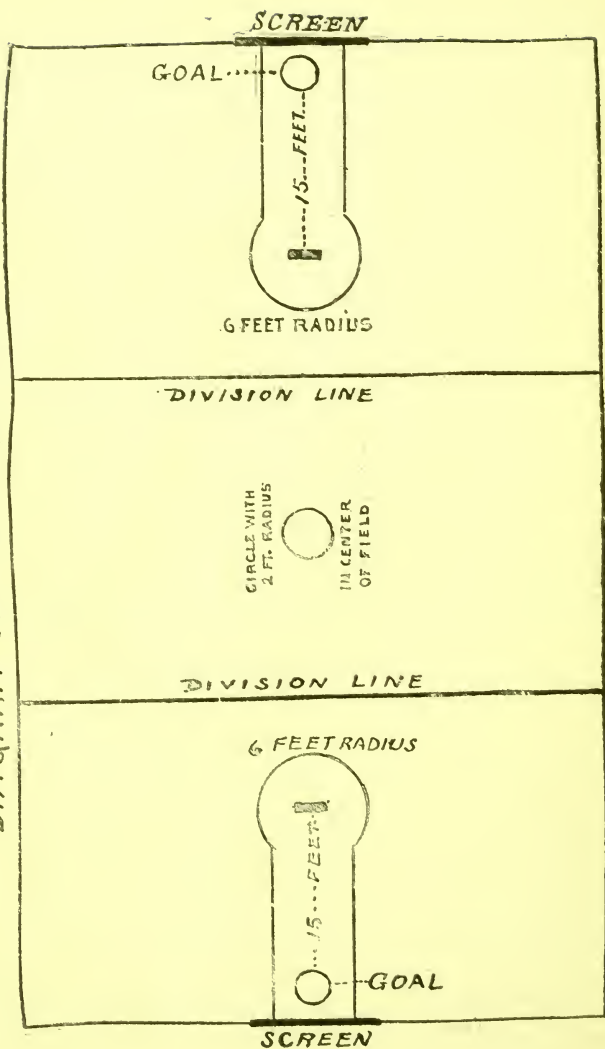 SCREEN
GOAL
15 FEET
6 FEET RADIUS
DIVISION LINE
CIRCLE WITH
2 FT. RADIUS
IN CENTER
OF FIELD
DIVISION LINE
6 FEET RADIUS
15 FEET
GOAL
SCREEN